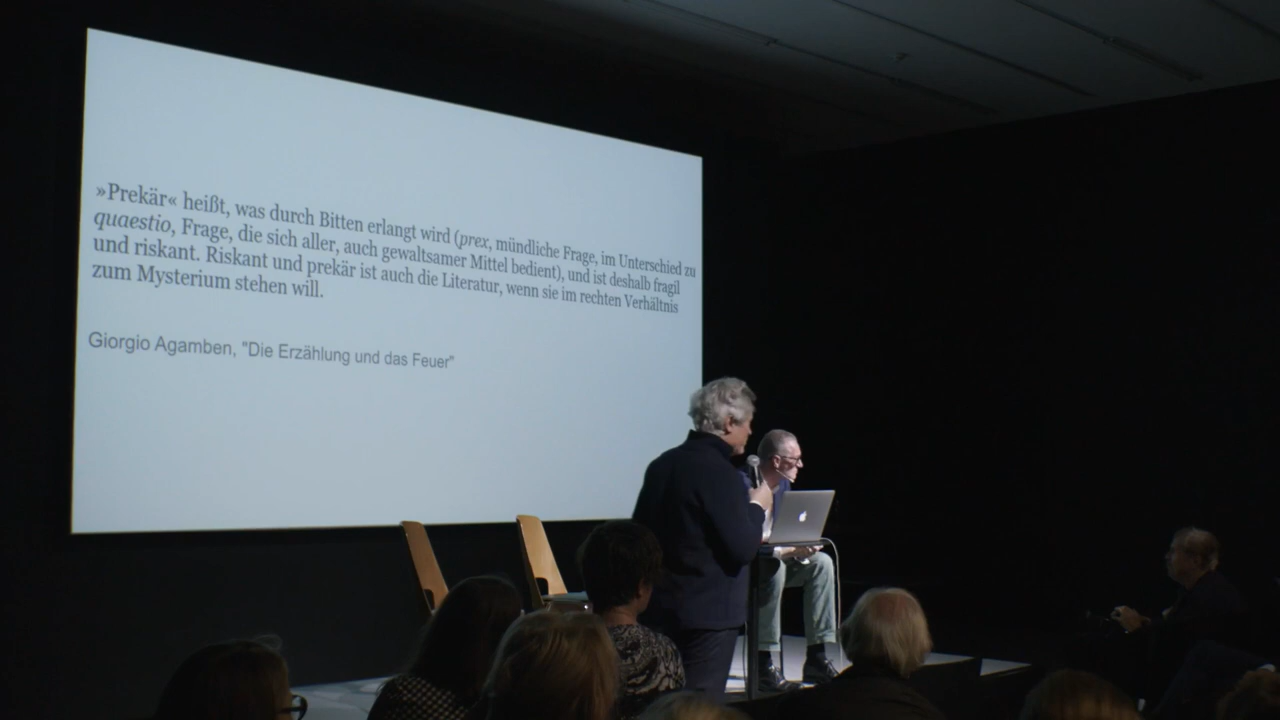 »Prekär« heißt, was durch Bitten erlangt wird (prex, mündliche Frage, im Unterschied zu
quaestio, Frage, die sich aller, auch gewaltsamer Mittel bedient), und ist deshalb fragil
und riskant. Riskant und prekär ist auch die Literatur, wenn sie im rechten Verhältnis
zum Mysterium stehen will.
Giorgio Agamben, "Die Erzählung und das Feuer"